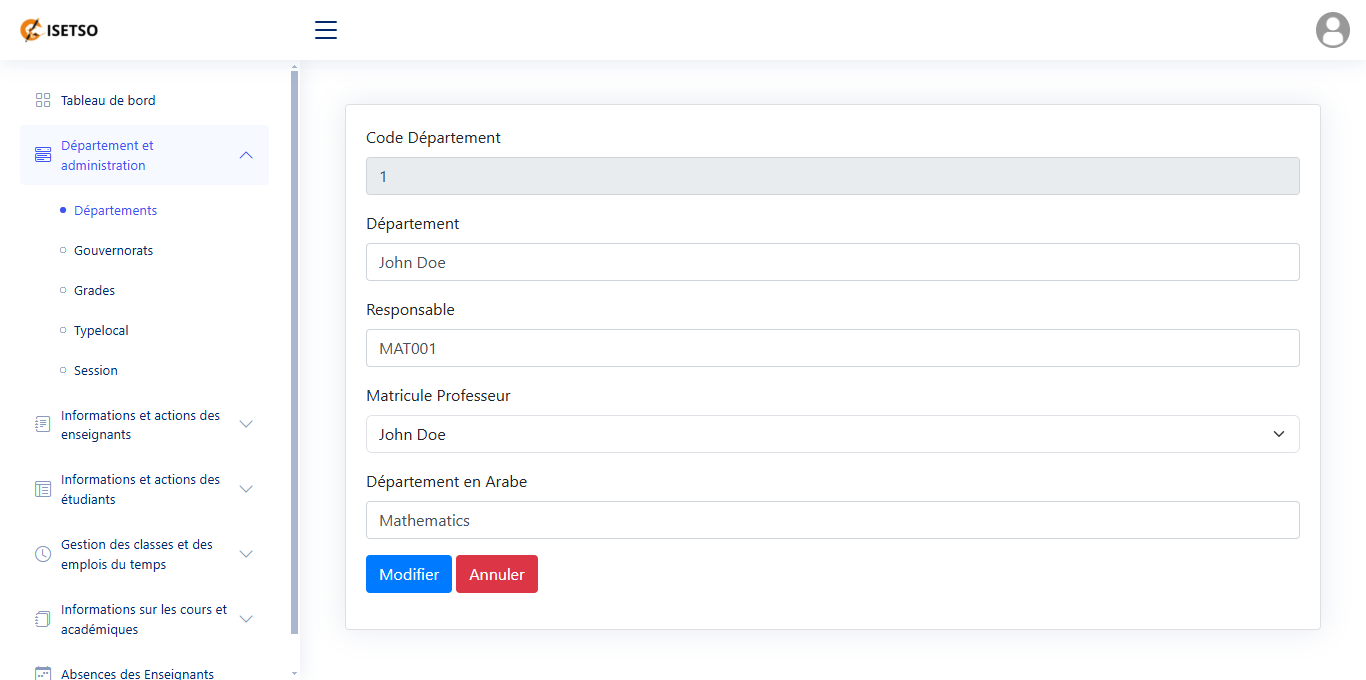 ISETSO
Tableau de bord
Département et
administration
Départements
Gouvernorats
Grades
Typelocal
Session
Informations et actions des
enseignants
Informations et actions des
étudiants
Gestion des classes et des
emplois du temps
Informations sur les cours et
académiques
Absences des Enseignants
Code Département
1
Département
John Doe
Responsable
MAT001
Matricule Professeur
John Doe
Département en Arabe
Mathematics
Modifier Annuler